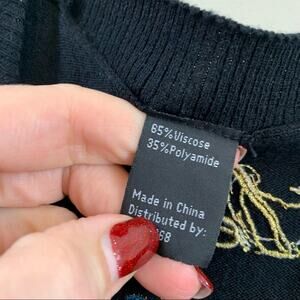 65%Viscose
35%Polyamide
Made in China
Distributed by: